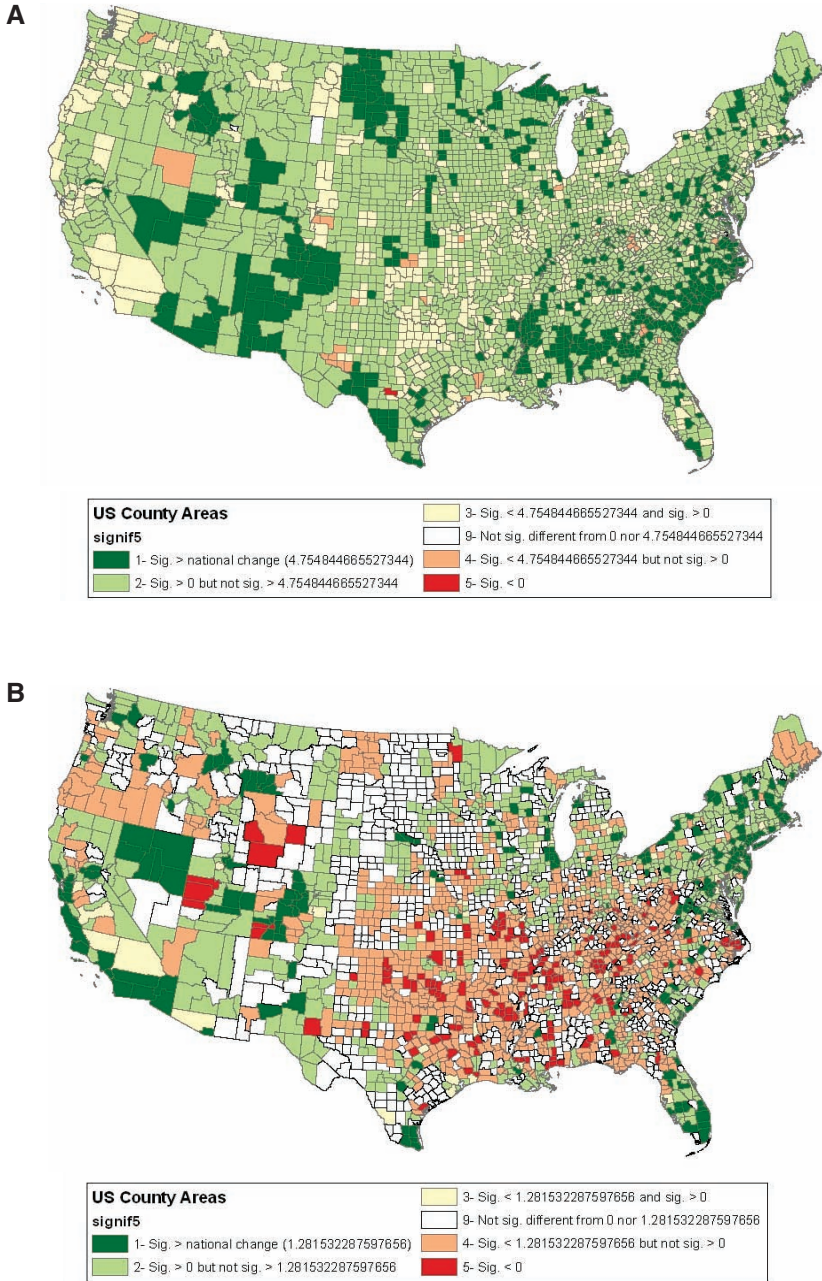 A
US County Areas
signif5
1- Sig. > national change (4.754844665527344)
2- Sig. > 0 but not sig. > 4.754844665527344
3- Sig. < 4.754844665527344 and sig. > 0
9- Not sig. different from 0 nor 4.754844665527344
4- Sig. < 4.754844665527344 but not sig. > 0
5- Sig. < 0
B
US County Areas
signif5
1- Sig. > national change (1.281532287597656)
2- Sig. > 0 but not sig. > 1.281532287597656
3- Sig. < 1.281532287597656 and sig. > 0
9- Not sig. different from 0 nor 1.281532287597656
4- Sig. < 1.281532287597656 but not sig. > 0
5- Sig. < 0